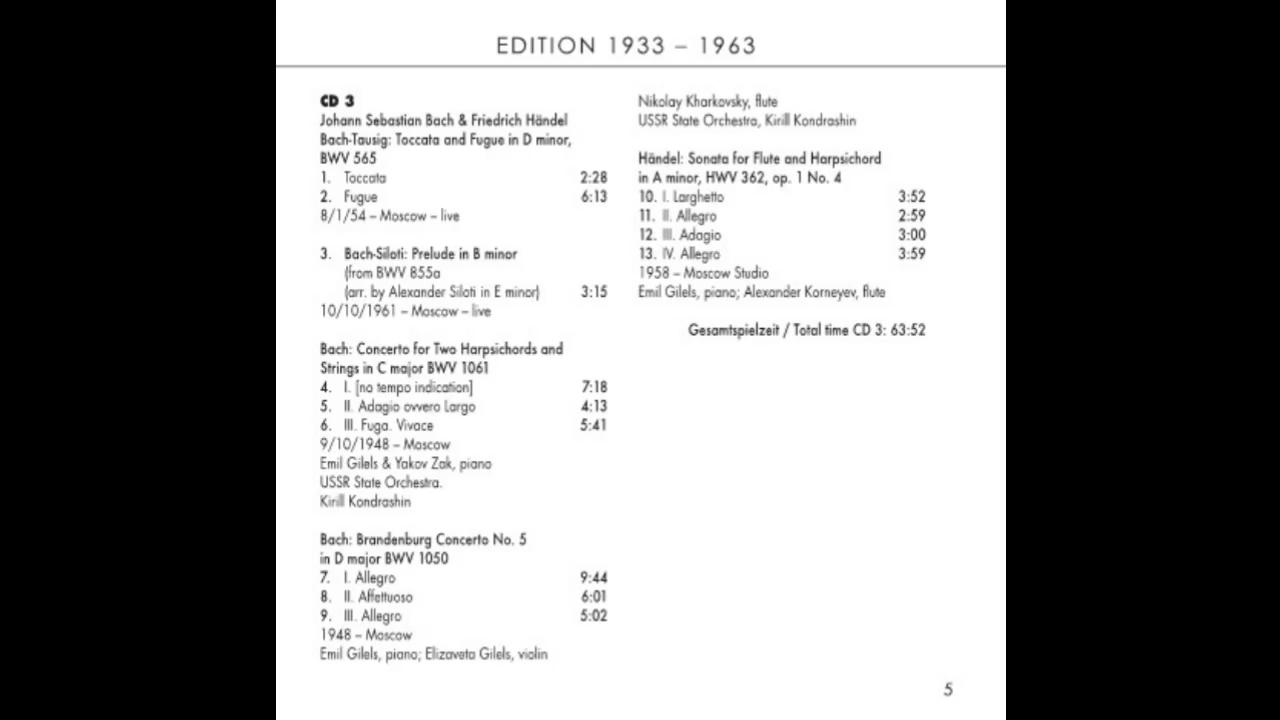 EDITION 1933 – 1963
CD 3
Johann Sebastian Bach & Friedrich Händel
Bach-Tausig: Toccata and Fugue in D minor,
BWV 565
1. Toccata 2:28
2. Fugue 6:13
8/1/54 – Moscow – live
3. Bach-Siloti: Prelude in B minor
(from BWV 855a
(arr. by Alexander Siloti in E minor) 3:15
10/10/1961 – Moscow – live
Bach: Concerto for Two Harpsichords and
Strings in C major BWV 1061
4. I. [no tempo indication] 7:18
5. II. Adagio ovvero Largo 4:13
6. III. Fuga. Vivace 5:41
9/10/1948 – Moscow
Emil Gilels & Yakov Zak, piano
USSR State Orchestra.
Kirill Kondrashin
Bach: Brandenburg Concerto No. 5
in D major BWV 1050
7. I. Allegro 9:44
8. II. Affettuoso 6:01
9. III. Allegro 5:02
1948 – Moscow
Emil Gilels, piano; Elizaveta Gilels, violin
Nikolay Kharkovsky, flute
USSR State Orchestra, Kirill Kondrashin
Händel: Sonata for Flute and Harpsichord
in A minor, HWV 362, op. 1 No. 4
10. I. Larghetto 3:52
11. II. Allegro 2:59
12. III. Adagio 3:00
13. IV. Allegro 3:59
1958 – Moscow Studio
Emil Gilels, piano; Alexander Korneyev, flute
Gesamtspielzeit / Total time CD 3: 63:52
5